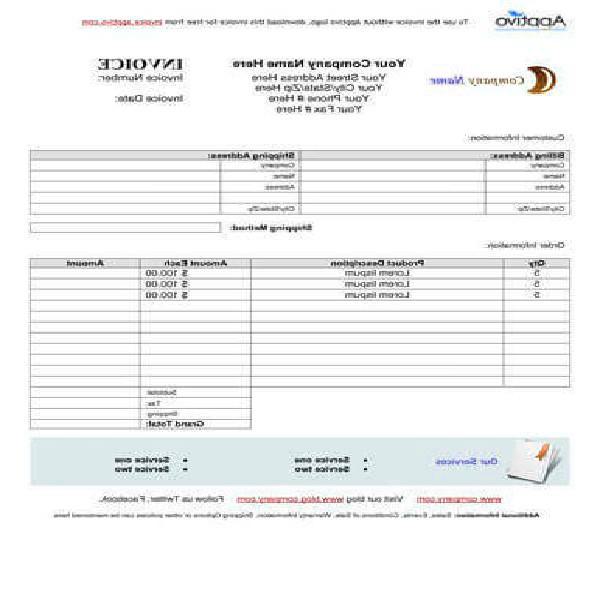 Apptivo
To use the invoice without Apptivo logo, download this invoice for free from invoice.apptivo.com
Company Name
Your Company Name Here
Your Street Address Here
Your City/State/Zip Here
Your Phone # Here
Your Fax # Here
INVOICE
Invoice Number:
Invoice Date:
Customer Information:
Billing Address: Shipping Address:
Company: Company:
Name: Name:
Address: Address:
City/State/Zip City/State/Zip
Shipping Method:
Order Information:
Qty Product Description Amount Each Amount
5 Lorem Iispum $ 100.00
5 Lorem Iispum $ 100.00
5 Lorem Iispum $ 100.00
Subtotal
Tax
Shipping
Grand Total:
Our Services
• Service one • Service one
• Service two • Service two
www.company.com Visit our blog www.blog.company.com Follow us Twitter, Facebook.
Additional Information: Sales, Events, Conditions of Sale, Warranty Information, Shipping Options or other policies can be mentioned here.